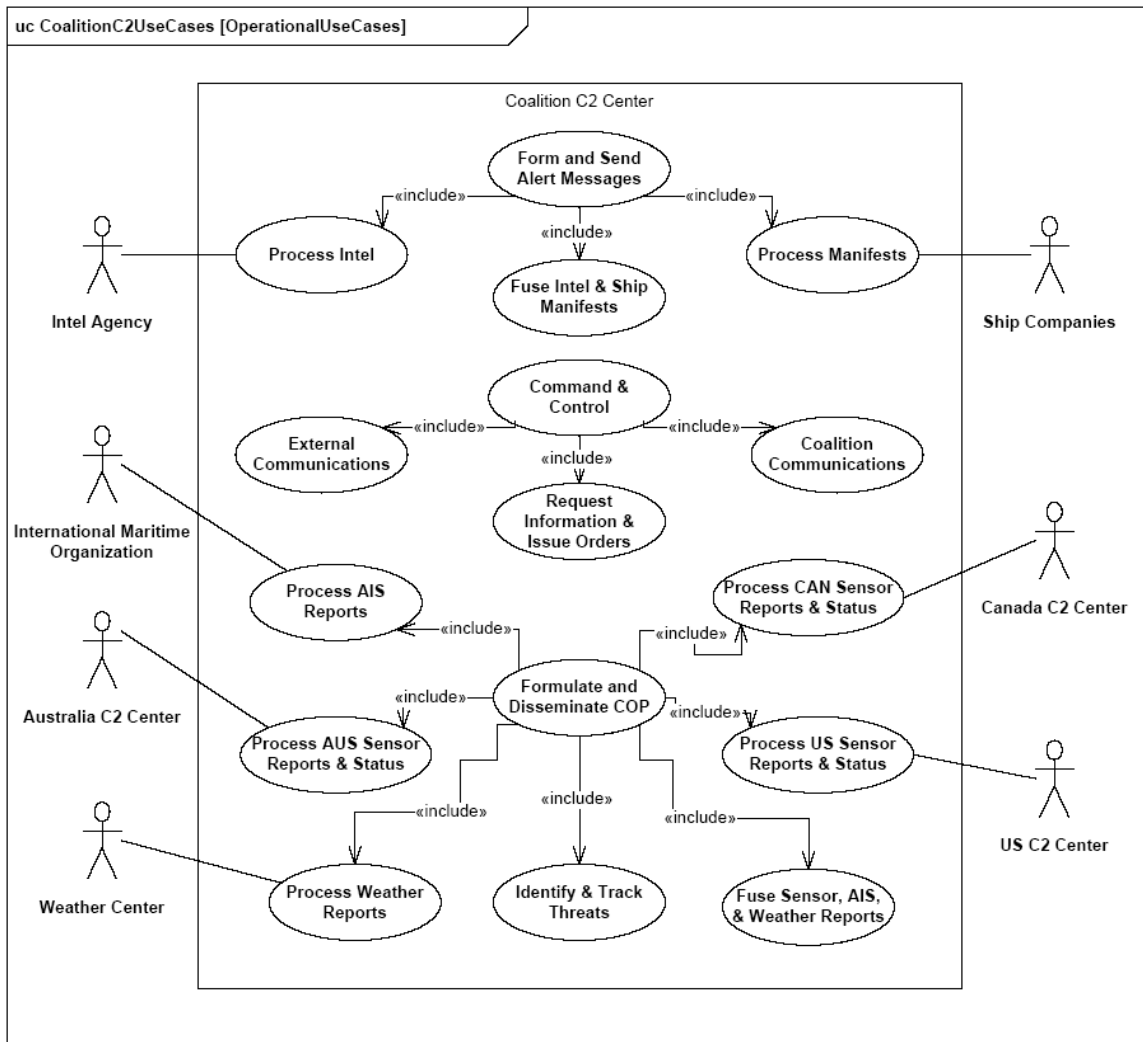 uc CoalitionC2UseCases [OperationalUseCases]
Coalition C2 Center
Form and Send
Alert Messages
«include»
«include»
«include»
Process Intel
Process Manifests
Fuse Intel & Ship
Manifests
Intel Agency
Ship Companies
Command &
Control
«include»
«include»
«include»
External
Communications
Coalition
Communications
Request
Information &
Issue Orders
International Maritime
Organization
Process AIS
Reports
Process CAN Sensor
Reports & Status
Canada C2 Center
«include»
«include»
Formulate and
Disseminate COP
«include»
«include»
Australia C2 Center
Process AUS Sensor
Reports & Status
Process US Sensor
Reports & Status
«include»
«include»
«include»
US C2 Center
Weather Center
Process Weather
Reports
Identify & Track
Threats
Fuse Sensor, AIS,
& Weather Reports